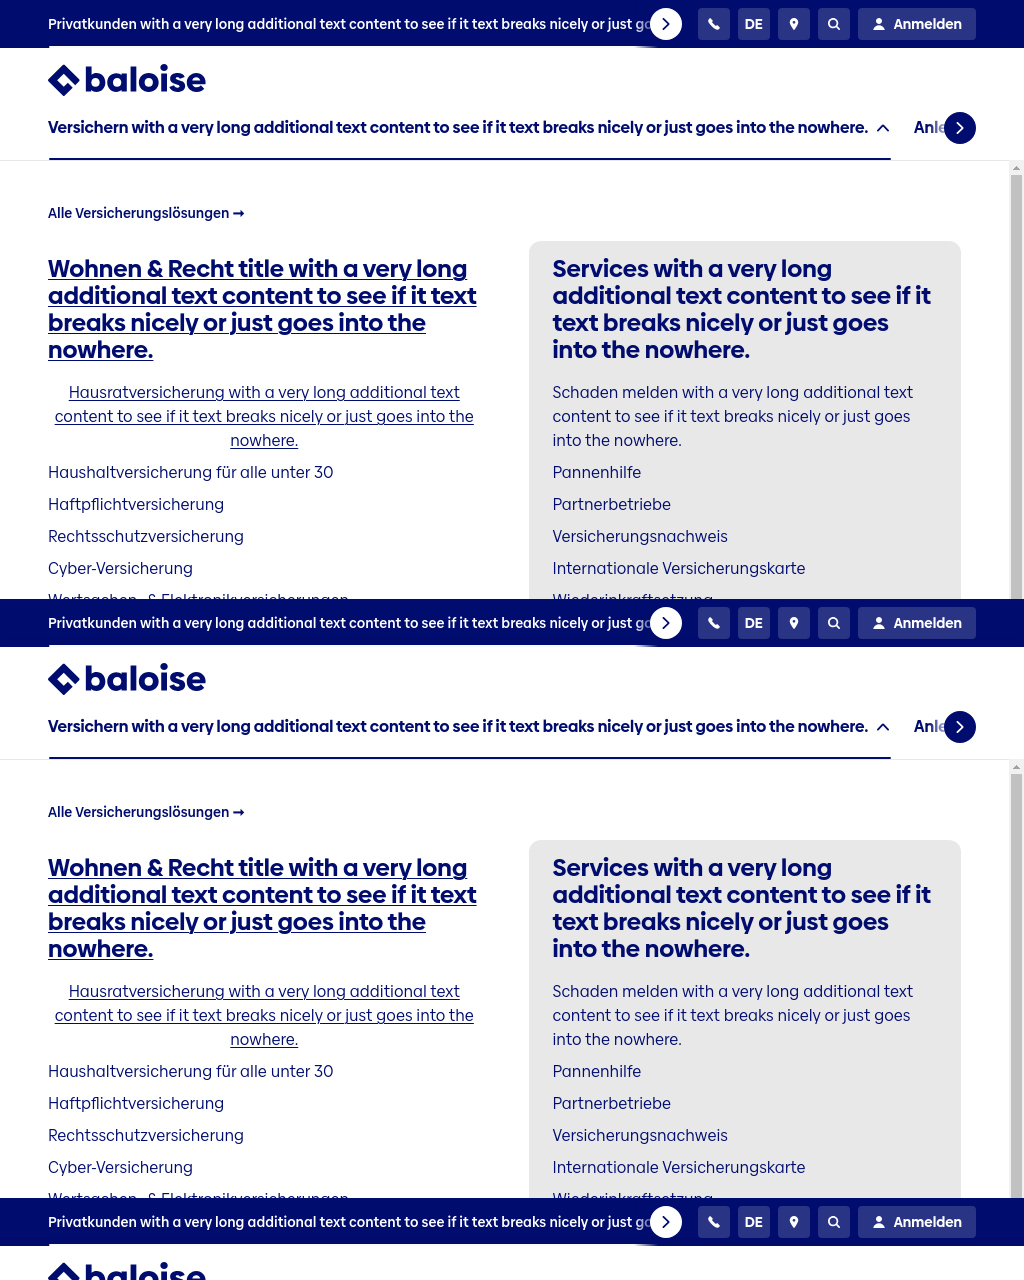 Privatkunden with a very long additional text content to see if it text breaks nicely or just go
DE
Anmelden
baloise
Versichern with a very long additional text content to see if it text breaks nicely or just goes into the nowhere.
Anle
Alle Versicherungslösungen →
Wohnen & Recht title with a very long
additional text content to see if it text
breaks nicely or just goes into the
nowhere.
Hausratversicherung with a very long additional text
content to see if it text breaks nicely or just goes into the
nowhere.
Haushaltversicherung für alle unter 30
Haftpflichtversicherung
Rechtsschutzversicherung
Cyber-Versicherung
Wertsachen- & Elektronikversicherungen
Services with a very long
additional text content to see if it
text breaks nicely or just goes
into the nowhere.
Schaden melden with a very long additional text
content to see if it text breaks nicely or just goes
into the nowhere.
Pannenhilfe
Partnerbetriebe
Versicherungsnachweis
Internationale Versicherungskarte
Wiederinkraftsetzung
Privatkunden with a very long additional text content to see if it text breaks nicely or just go
DE
Anmelden
baloise
Versichern with a very long additional text content to see if it text breaks nicely or just goes into the nowhere.
Anle
Alle Versicherungslösungen →
Wohnen & Recht title with a very long
additional text content to see if it text
breaks nicely or just goes into the
nowhere.
Hausratversicherung with a very long additional text
content to see if it text breaks nicely or just goes into the
nowhere.
Haushaltversicherung für alle unter 30
Haftpflichtversicherung
Rechtsschutzversicherung
Cyber-Versicherung
Wertsachen- & Elektronikversicherungen
Services with a very long
additional text content to see if it
text breaks nicely or just goes
into the nowhere.
Schaden melden with a very long additional text
content to see if it text breaks nicely or just goes
into the nowhere.
Pannenhilfe
Partnerbetriebe
Versicherungsnachweis
Internationale Versicherungskarte
Wiederinkraftsetzung
Privatkunden with a very long additional text content to see if it text breaks nicely or just go
DE
Anmelden
baloise